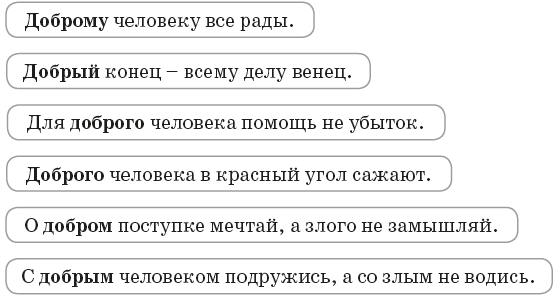 Доброму человеку все рады.
Добрый конец – всему делу венец.
Для доброго человека помощь не убыток.
Доброго человека в красный угол сажают.
О добром поступке мечтай, а злого не замышляй.
С добрым человеком подружись, а со злым не водись.